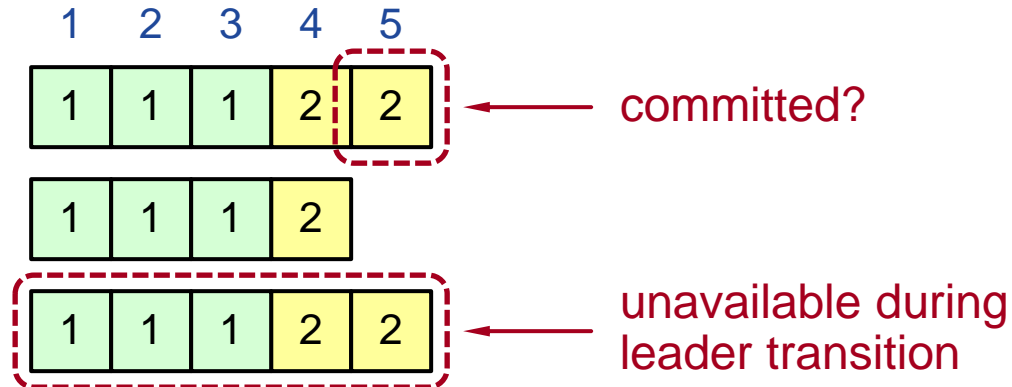 1 2 3 4 5
1 1 1 2 2 committed?
1 1 1 2
1 1 1 2 2 unavailable during
leader transition